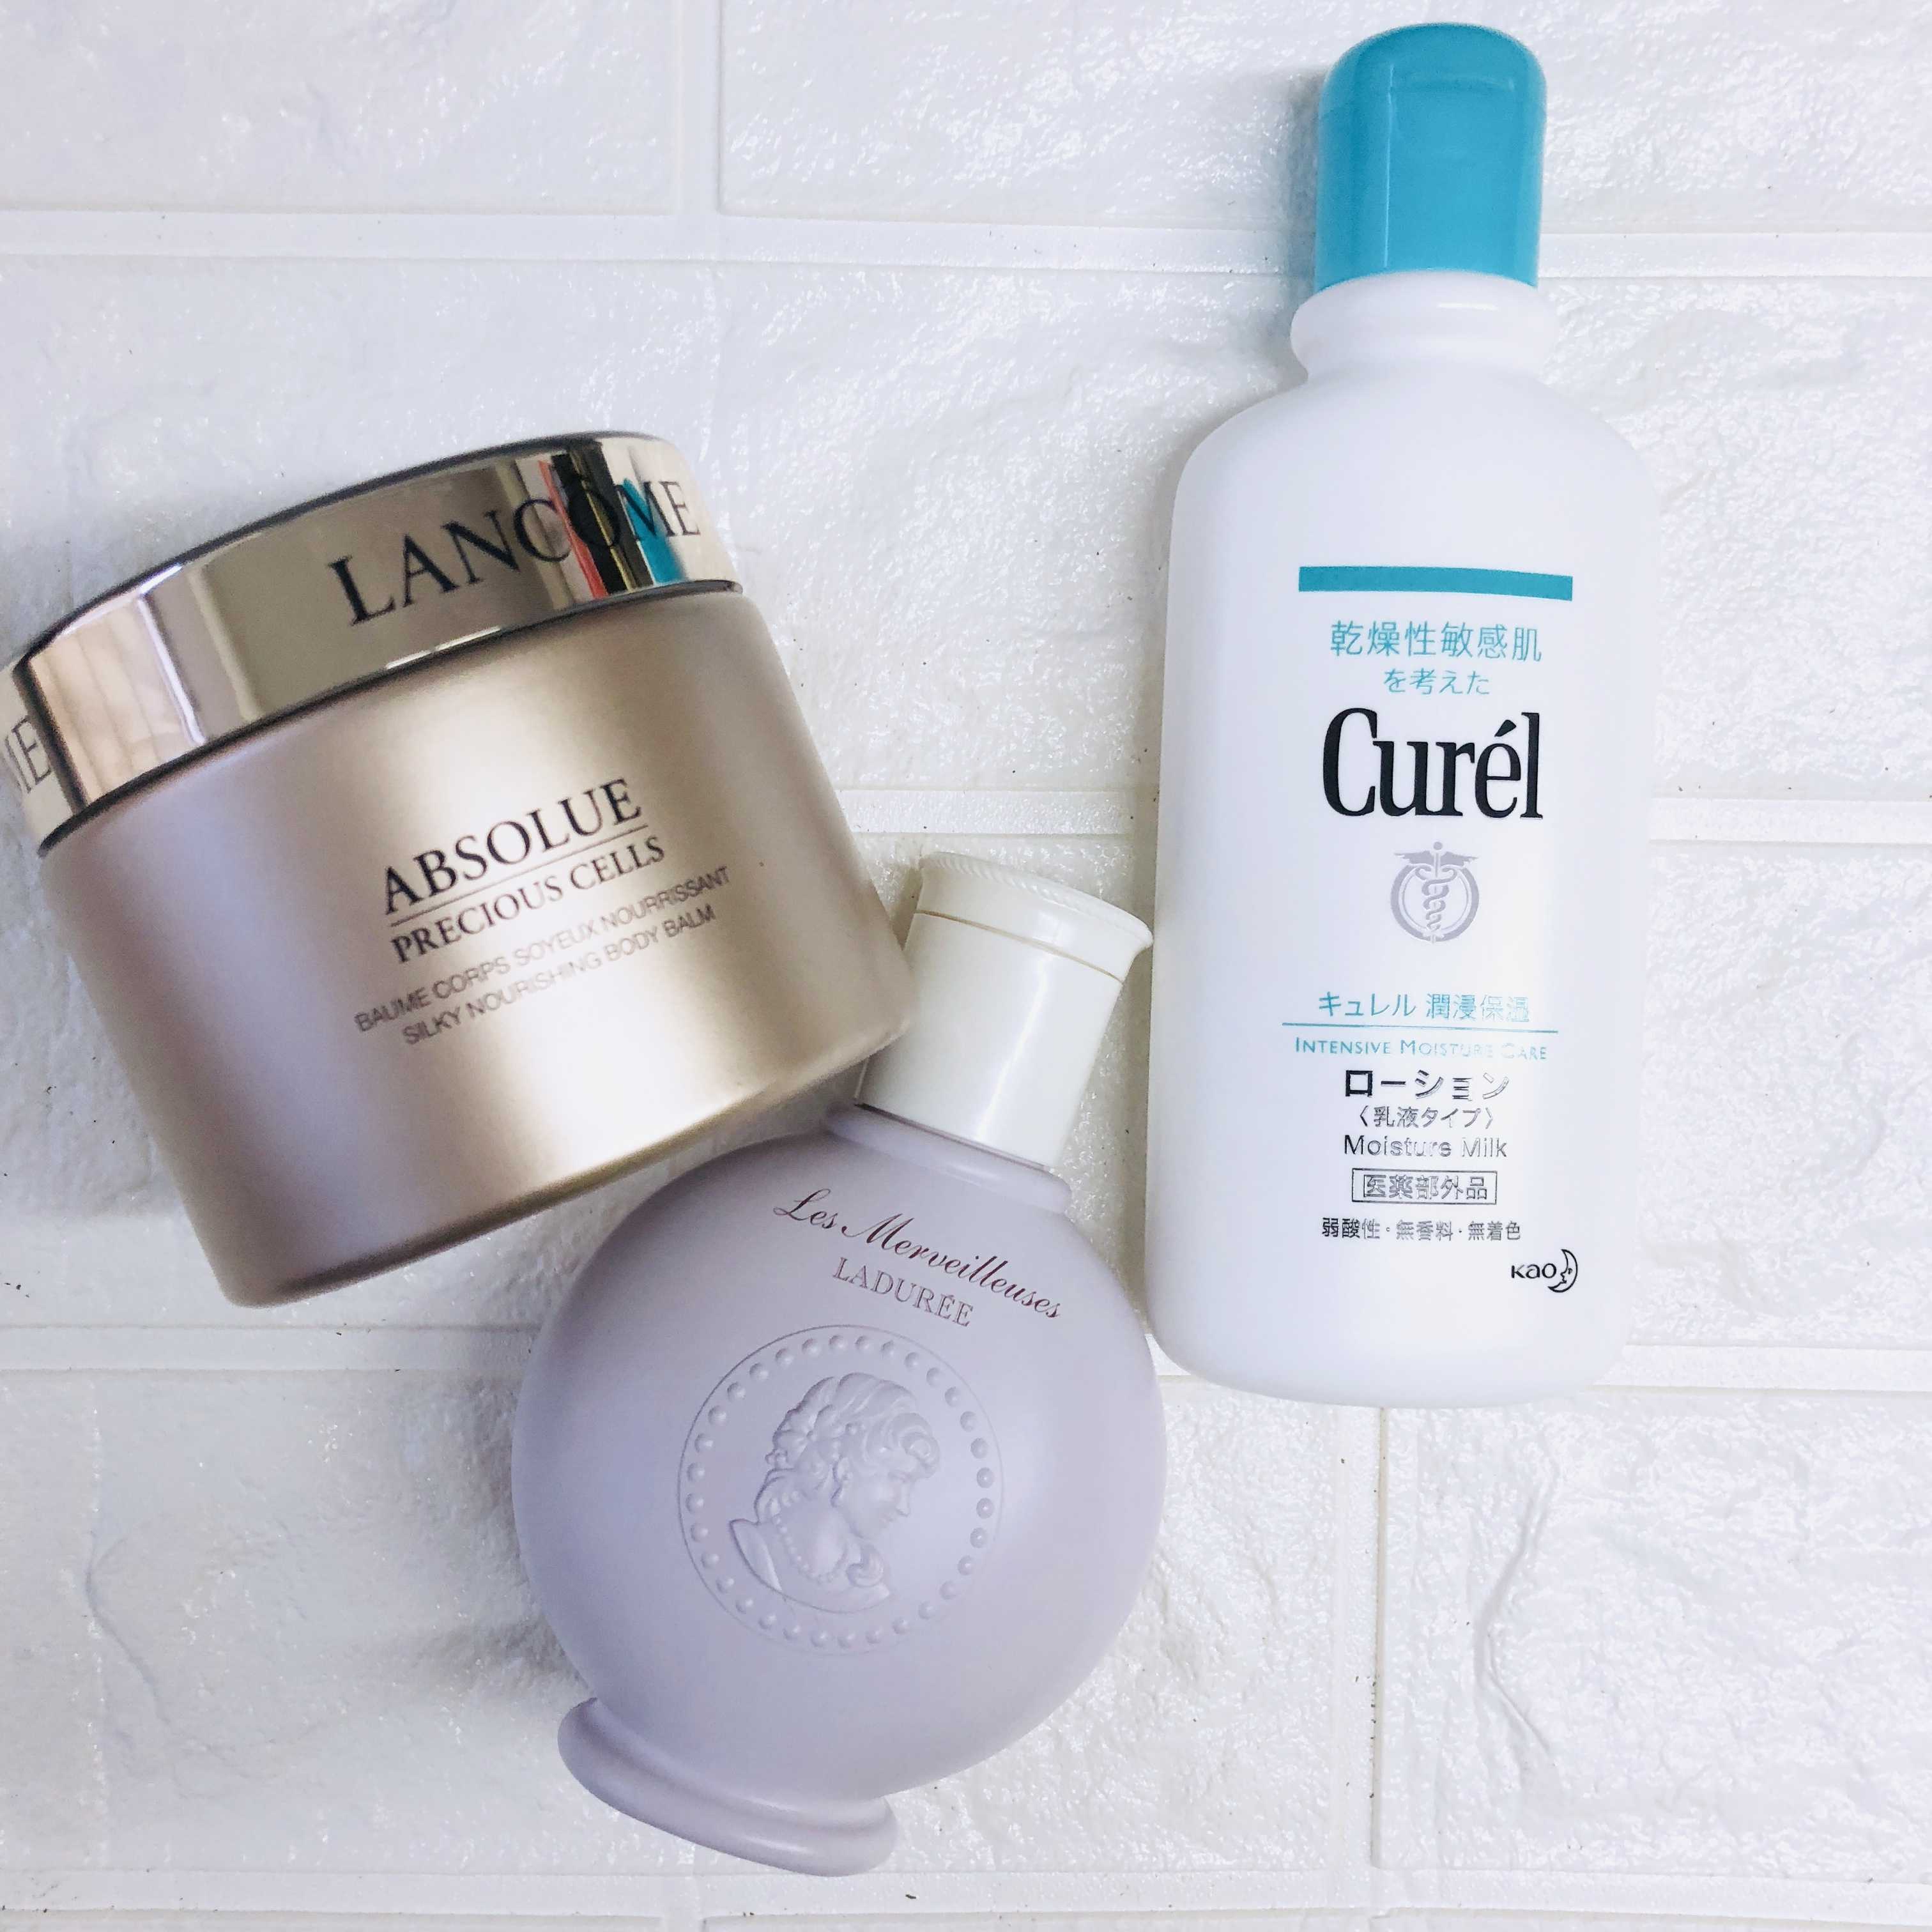 LANCÔME
ME
ABSOLUE
PRECIOUS CELLS
BAUME CORPS SOYEUX NOURRISSANT
SILKY NOURISHING BODY BALM
Les Merveilleuses
LADURÉE
乾燥性敏感肌
を考えた
Curél
キュレル 潤浸保湿
INTENSIVE MOISTURE CARE
ローション
〈乳液タイプ〉
Moisture Milk
医薬部外品
弱酸性・無香料・無着色
kao